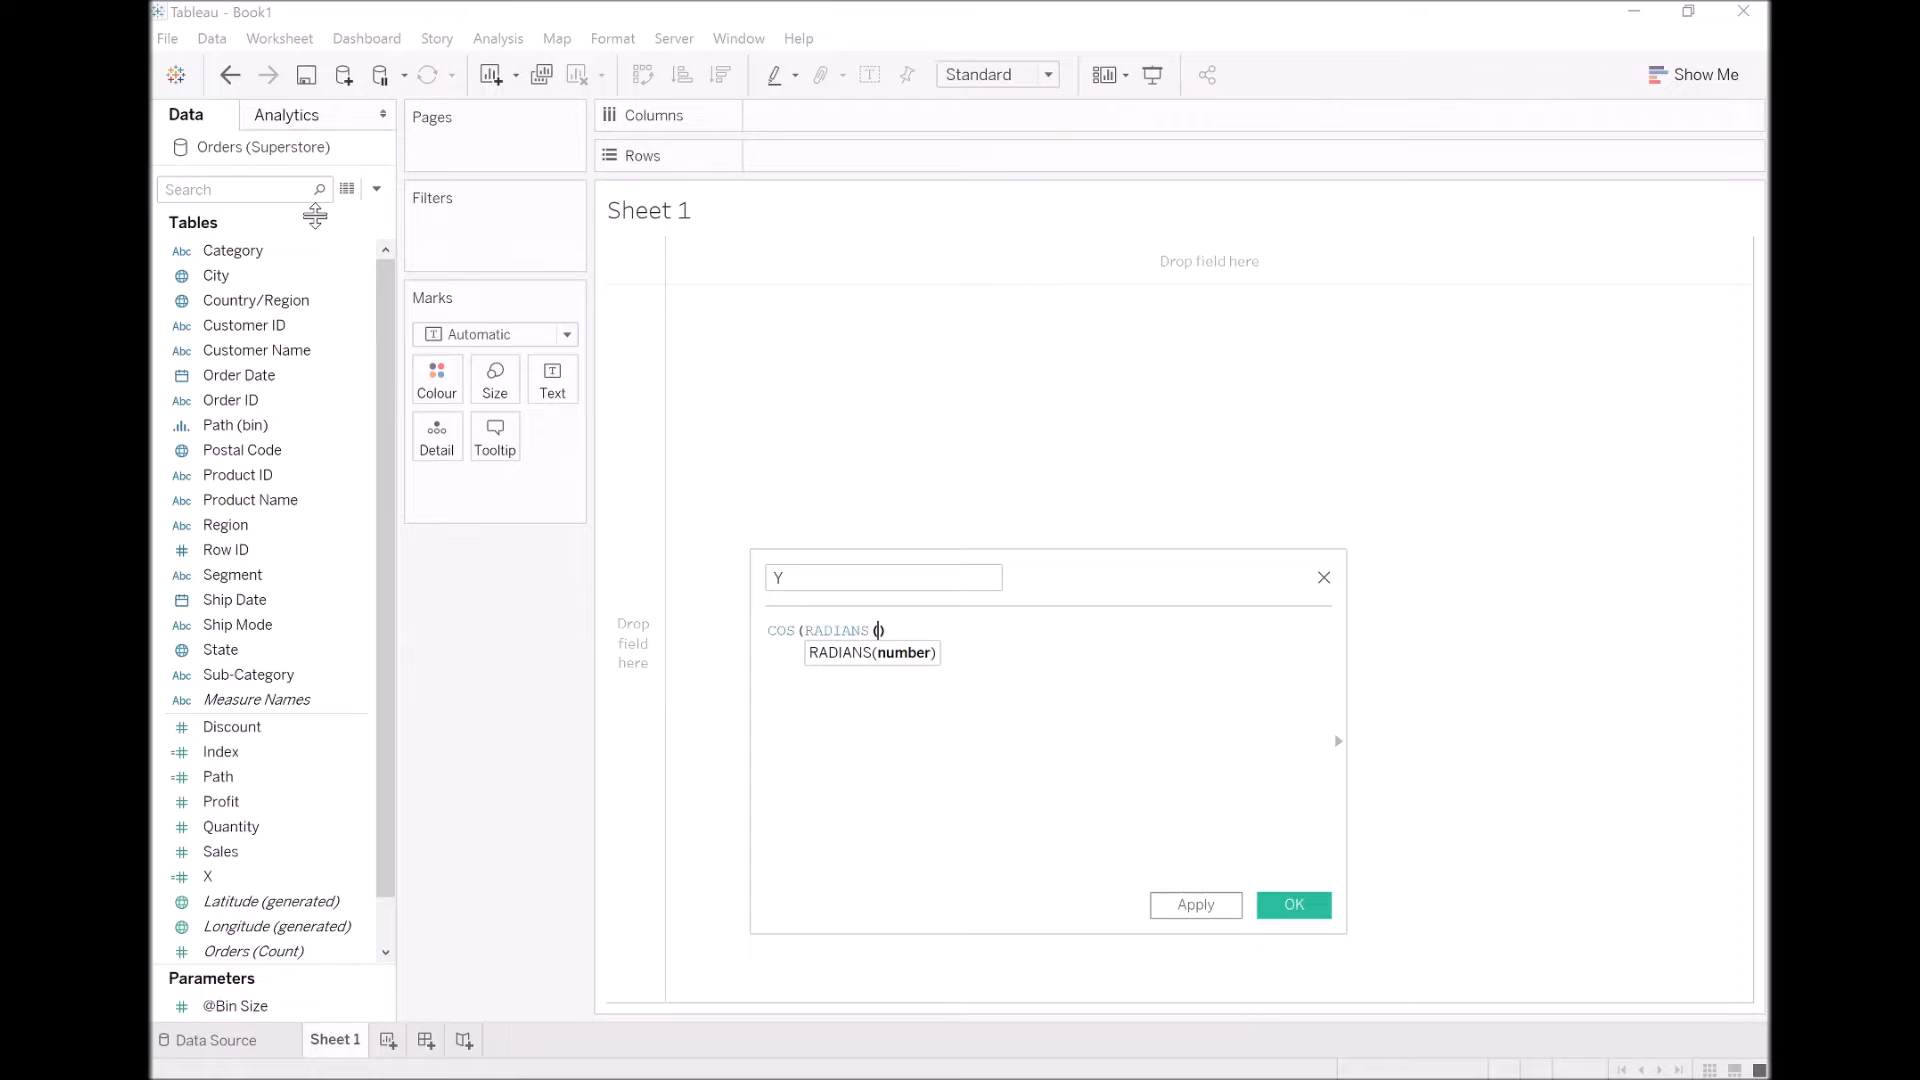 Tableau - Book1
File Data Worksheet Dashboard Story Analysis Map Format Server Window Help
Standard
Show Me
Data
Analytics
Orders (Superstore)
Search
Tables
Abc Category
City
Country/Region
Abc Customer ID
Abc Customer Name
Order Date
Abc Order ID
Path (bin)
Postal Code
Abc Product ID
Abc Product Name
Abc Region
# Row ID
Abc Segment
Ship Date
Abc Ship Mode
State
Abc Sub-Category
Abc Measure Names
# Discount
=# Index
=# Path
# Profit
# Quantity
# Sales
=# X
Latitude (generated)
Longitude (generated)
# Orders (Count)
Parameters
# @Bin Size
Pages
Filters
Marks
T Automatic
Colour Size Text
Detail Tooltip
Columns
Rows
Sheet 1
Drop field here
Drop
field
here
Y
COS(RADIANS()
RADIANS(number)
Apply OK
Data Source
Sheet 1